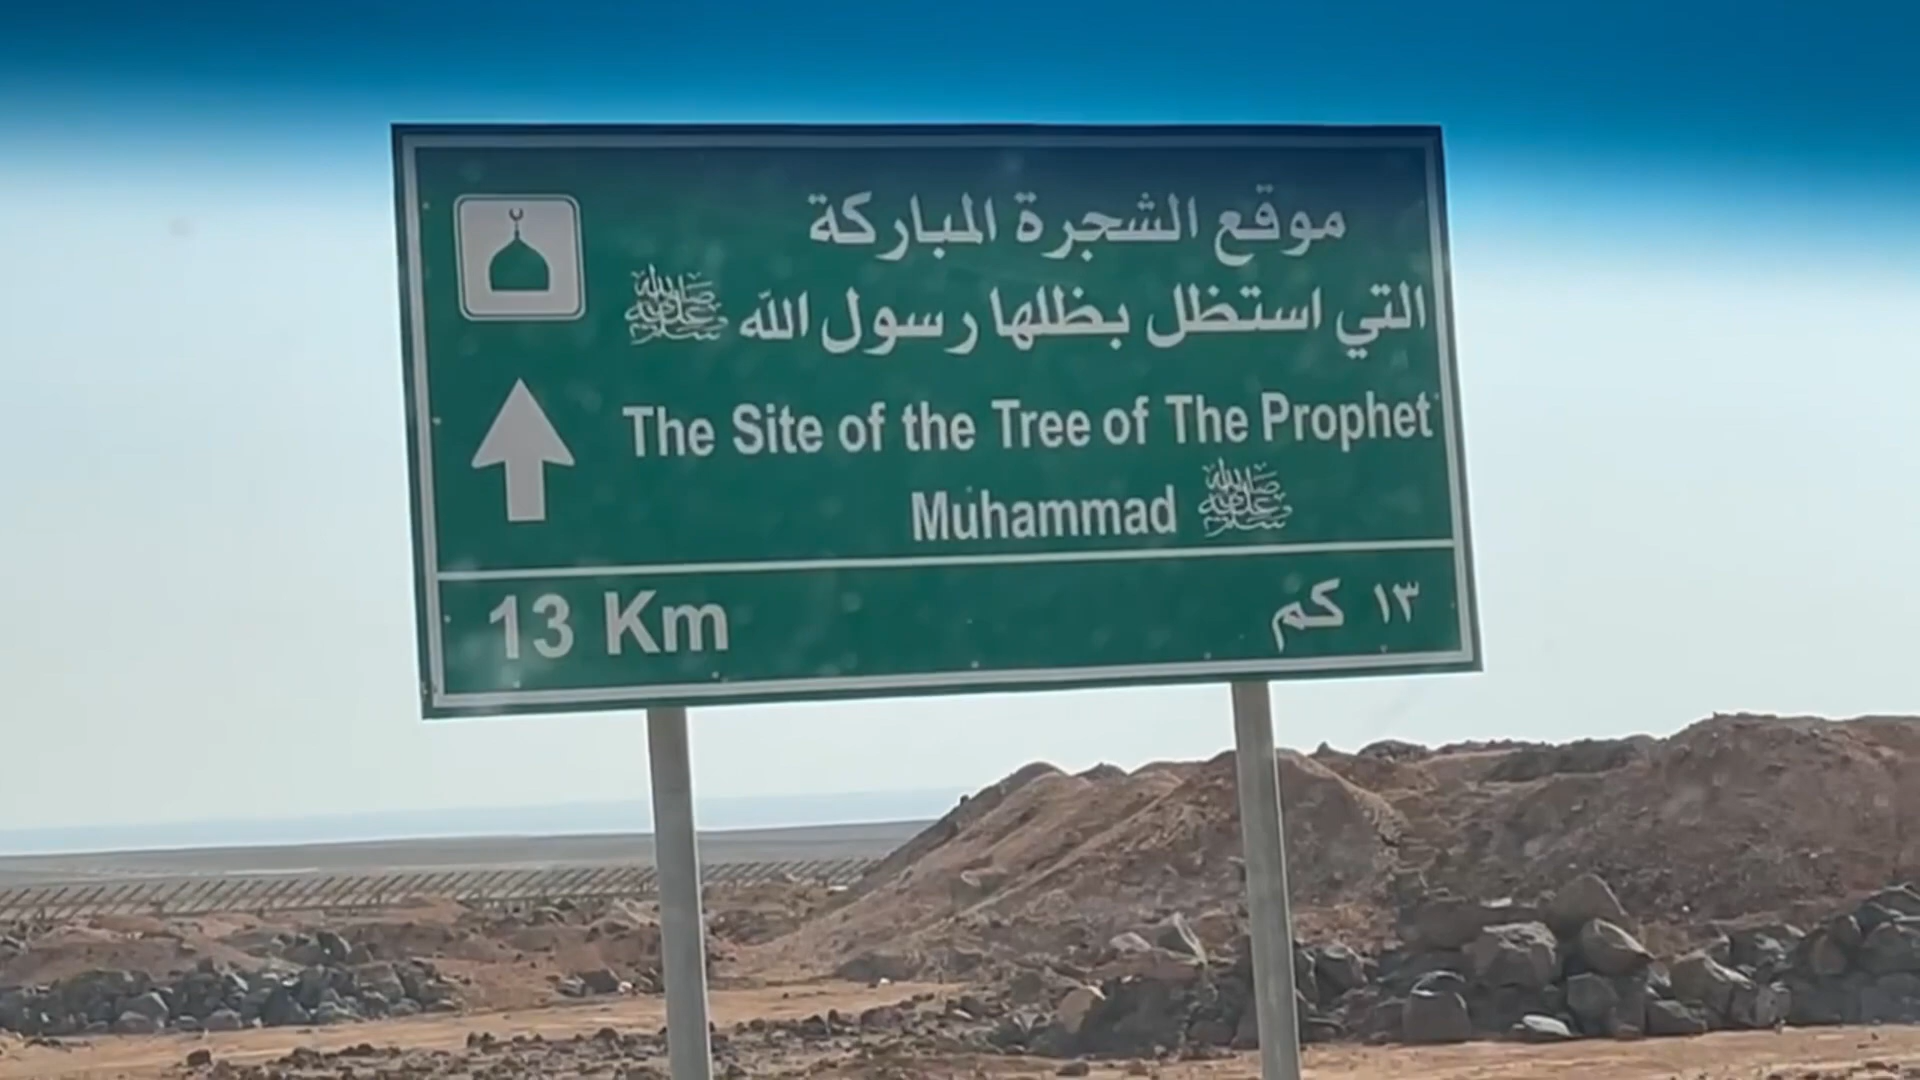 موقع الشجرة المباركة
التي استظل بظلها رسول الله ﷺ
The Site of the Tree of The Prophet
Muhammad ﷺ
13 Km
١٣ كم